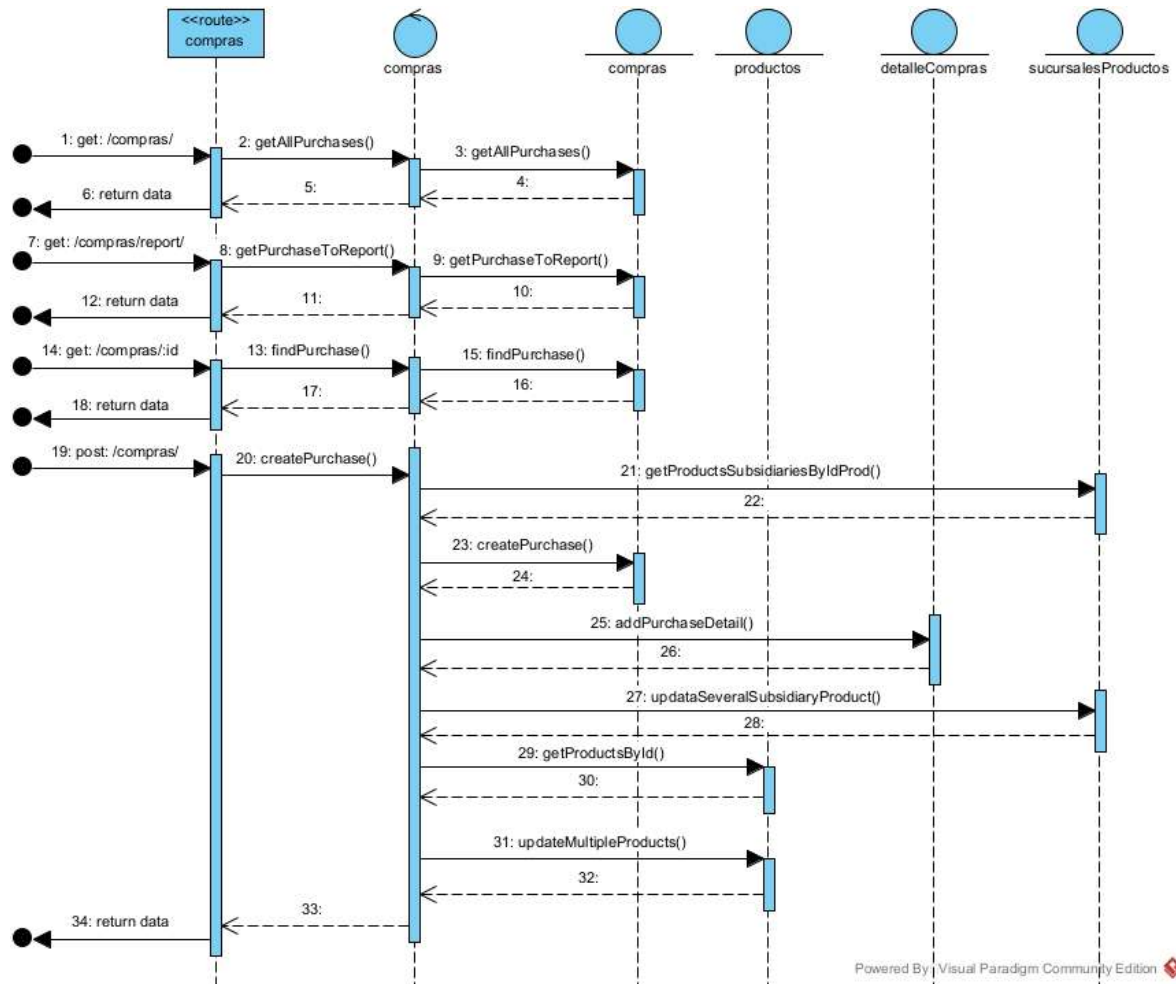 <<route>>
compras
compras
compras
productos
detalleCompras
sucursalesProductos
1: get: /compras/
2: getAllPurchases()
3: getAllPurchases()
4:
5:
6: return data
7: get: /compras/report/
8: getPurchaseToReport()
9: getPurchaseToReport()
10:
11:
12: return data
14: get: /compras/:id
13: findPurchase()
15: findPurchase()
16:
17:
18: return data
19: post: /compras/
20: createPurchase()
21: getProductsSubsidiariesByIdProd()
22:
23: createPurchase()
24:
25: addPurchaseDetail()
26:
27: updataSeveralSubsidiaryProduct()
28:
29: getProductsById()
30:
31: updateMultipleProducts()
32:
33:
34: return data
Powered By Visual Paradigm Community Edition